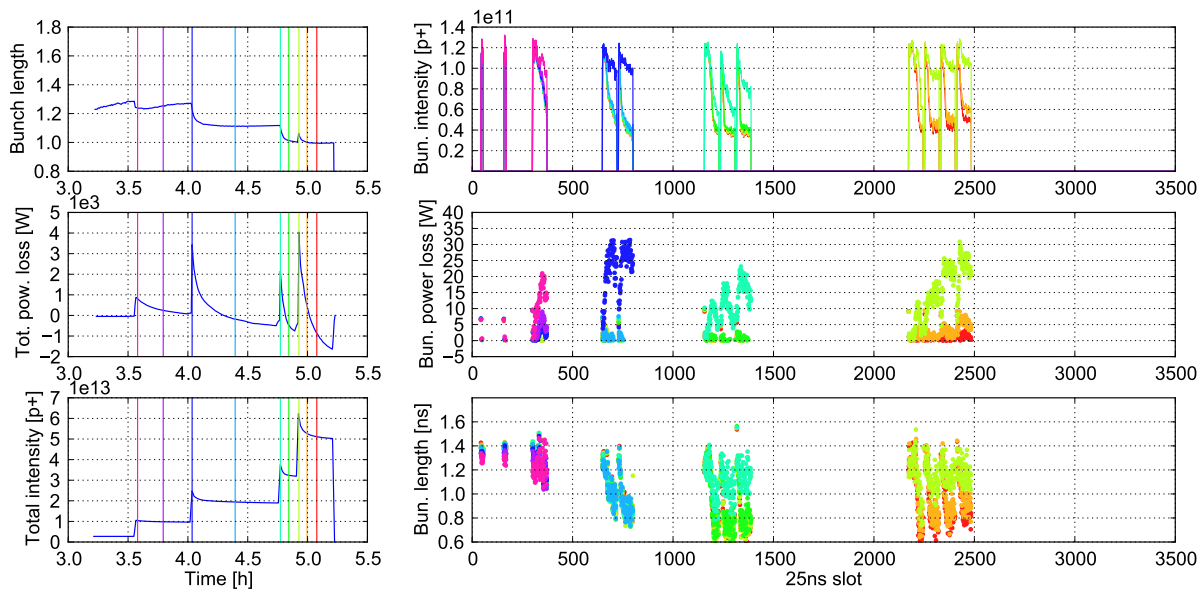 Bunch length
1.8
1.6
1.4
1.2
1.0
0.8
3.0 3.5 4.0 4.5 5.0 5.5
1e11
Bun. intensity [p+]
1.4
1.2
1.0
0.8
0.6
0.4
0.2
0 500 1000 1500 2000 2500 3000 3500
1e3
Tot. pow. loss [W]
5
4
3
2
1
0
−1
−2
3.0 3.5 4.0 4.5 5.0 5.5
Bun. power loss [W]
40
35
30
25
20
15
10
5
0
−5
0 500 1000 1500 2000 2500 3000 3500
1e13
Total intensity [p+]
7
6
5
4
3
2
1
0
3.0 3.5 4.0 4.5 5.0 5.5
Time [h]
Bun. length [ns]
1.6
1.4
1.2
1.0
0.8
0.6
0 500 1000 1500 2000 2500 3000 3500
25ns slot